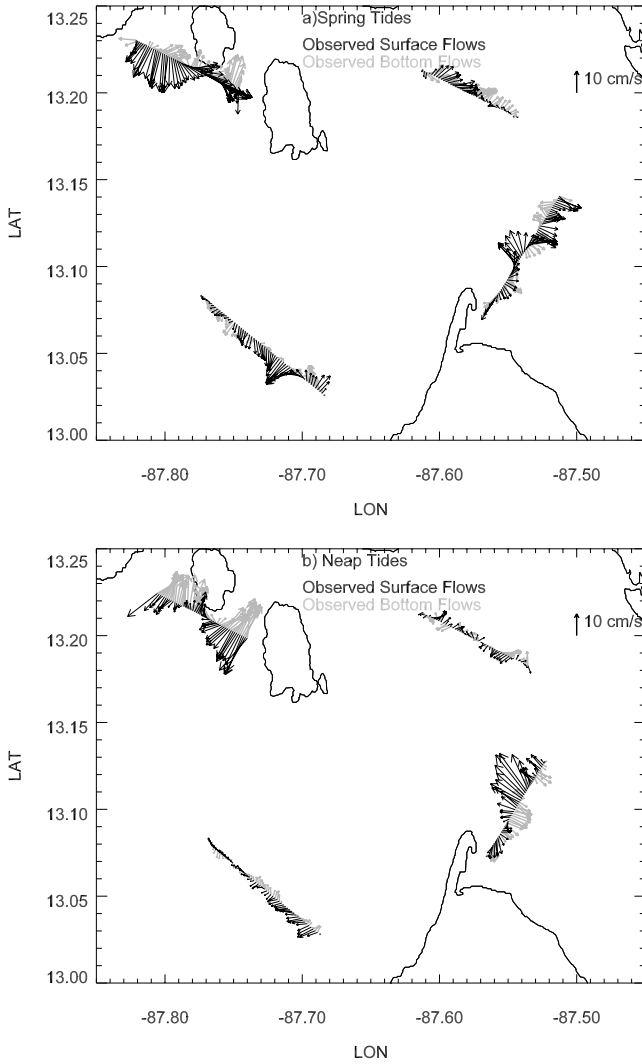 a)Spring Tides
Observed Surface Flows
Observed Bottom Flows
10 cm/s
13.25
13.20
13.15
13.10
13.05
13.00
LAT
-87.80 -87.70 -87.60 -87.50
LON
b) Neap Tides
Observed Surface Flows
Observed Bottom Flows
10 cm/s
13.25
13.20
13.15
13.10
13.05
13.00
LAT
-87.80 -87.70 -87.60 -87.50
LON